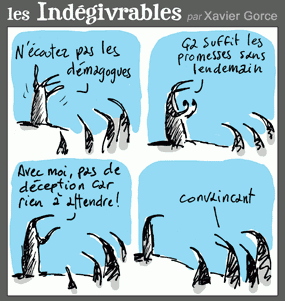 les Indégivrables par Xavier Gorce
N'écoutez pas les
démagogues
Ça suffit les
promesses sans
lendemain
Avec moi, pas de
déception car
rien à attendre!
convaincant